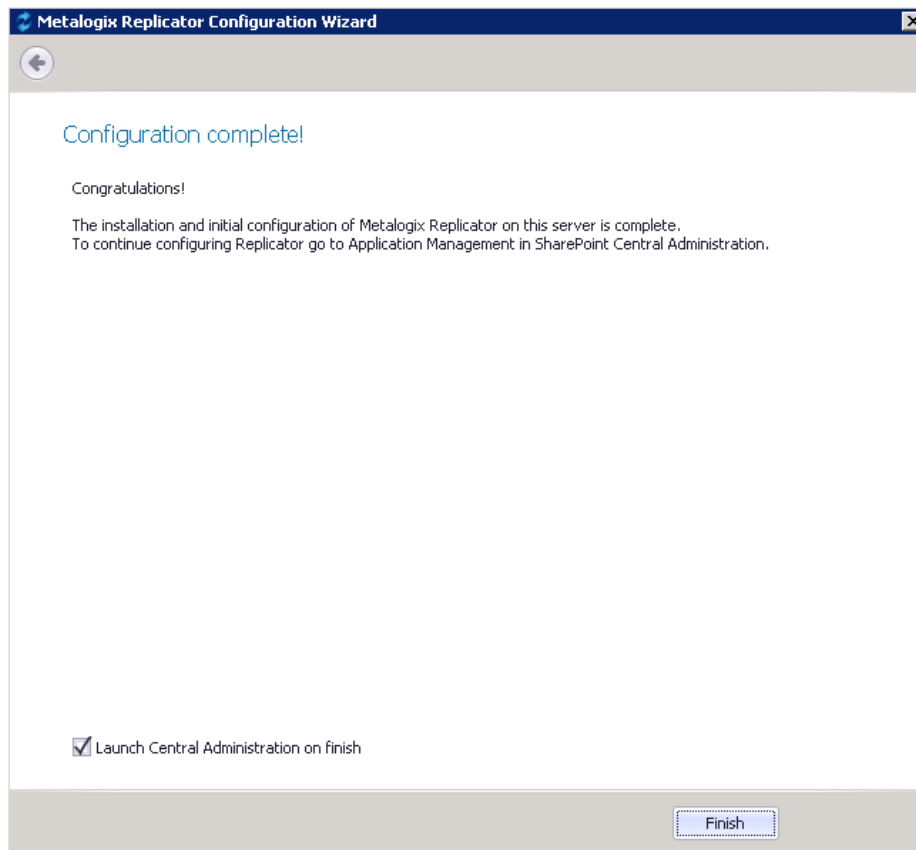 Metalogix Replicator Configuration Wizard
Configuration complete!
Congratulations!
The installation and initial configuration of Metalogix Replicator on this server is complete.
To continue configuring Replicator go to Application Management in SharePoint Central Administration.
Launch Central Administration on finish
Finish